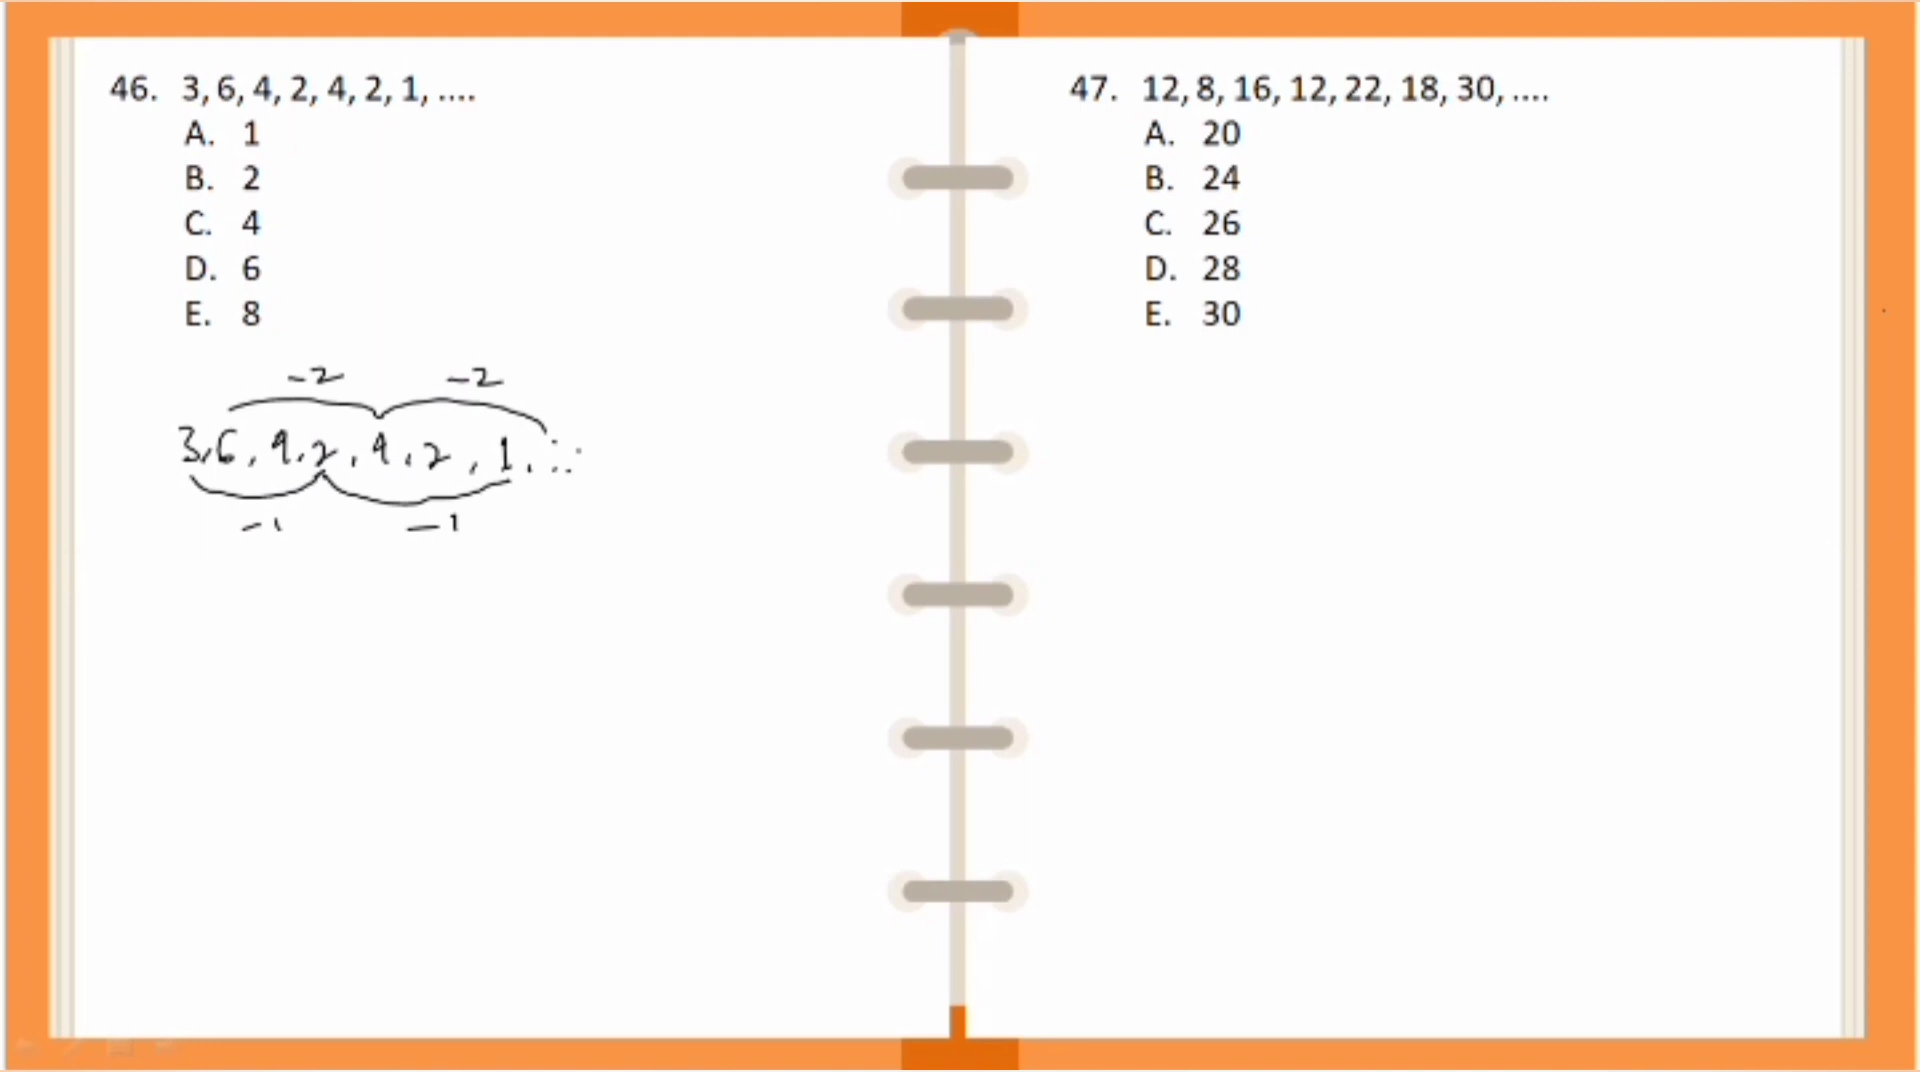 46. 3, 6, 4, 2, 4, 2, 1, ....
A. 1
B. 2
C. 4
D. 6
E. 8
-2 -2
3, 6, 4, 2, 4, 2, 1, ...
-1 -1
47. 12, 8, 16, 12, 22, 18, 30, ....
A. 20
B. 24
C. 26
D. 28
E. 30